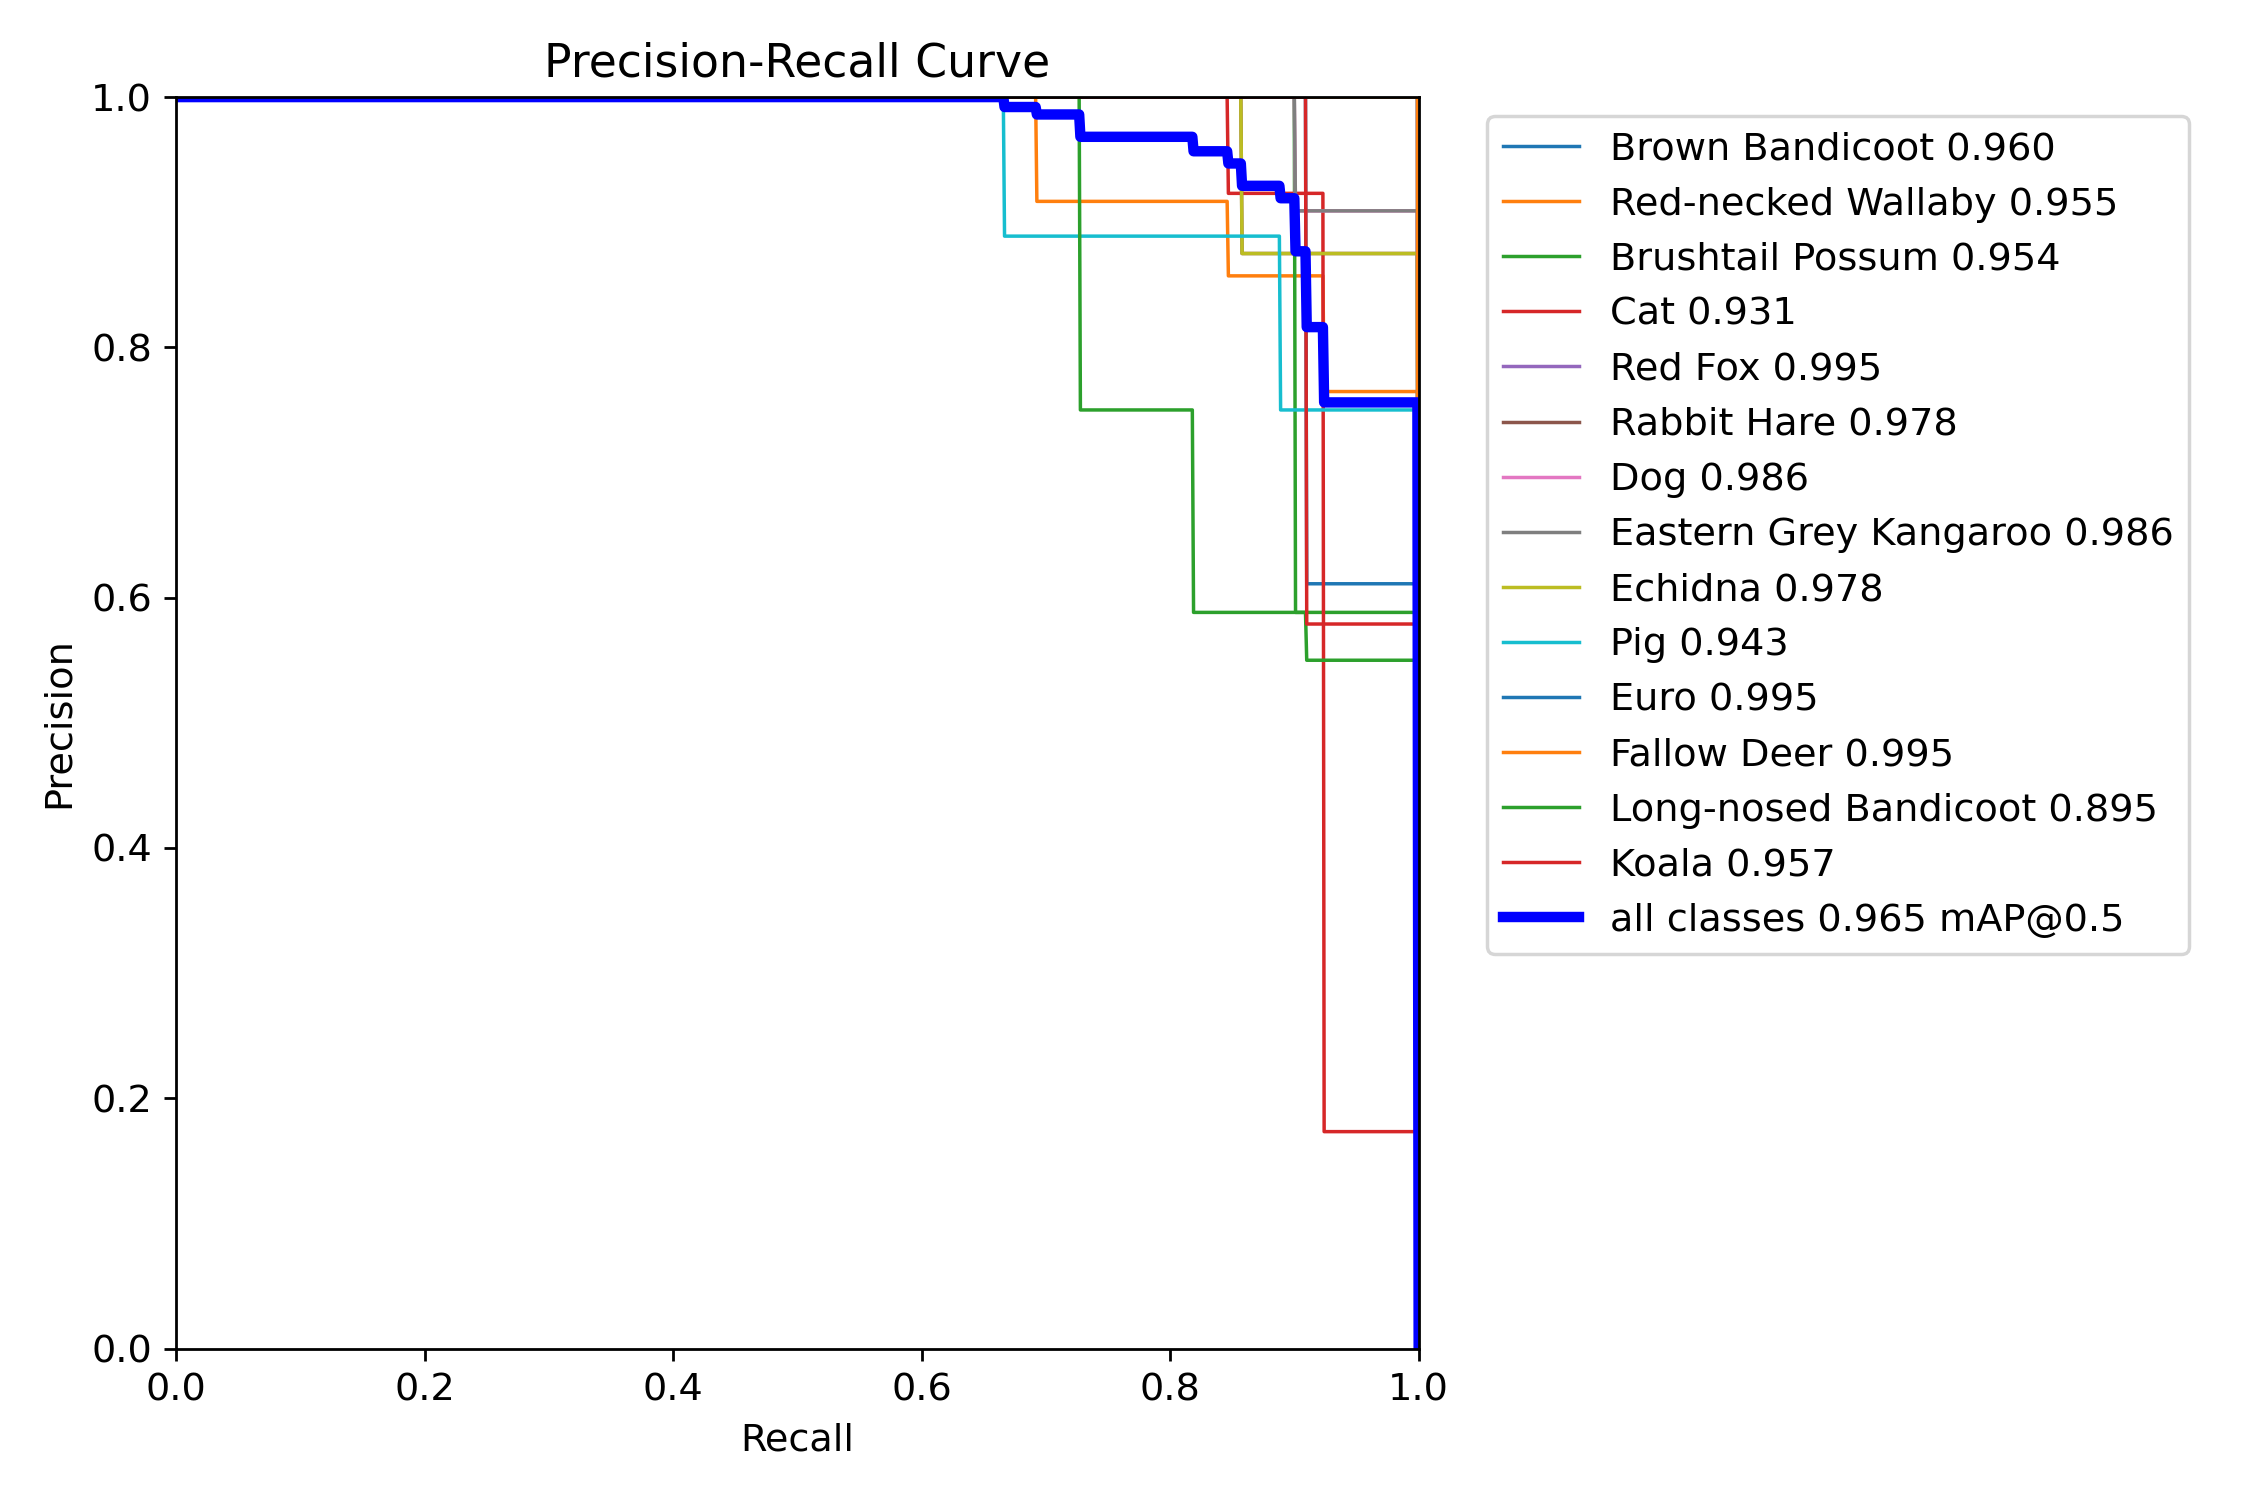 Precision-Recall Curve
1.0
0.8
0.6
0.4
0.2
0.0
Precision
0.0 0.2 0.4 0.6 0.8 1.0
Recall
Brown Bandicoot 0.960
Red-necked Wallaby 0.955
Brushtail Possum 0.954
Cat 0.931
Red Fox 0.995
Rabbit Hare 0.978
Dog 0.986
Eastern Grey Kangaroo 0.986
Echidna 0.978
Pig 0.943
Euro 0.995
Fallow Deer 0.995
Long-nosed Bandicoot 0.895
Koala 0.957
all classes 0.965 mAP@0.5